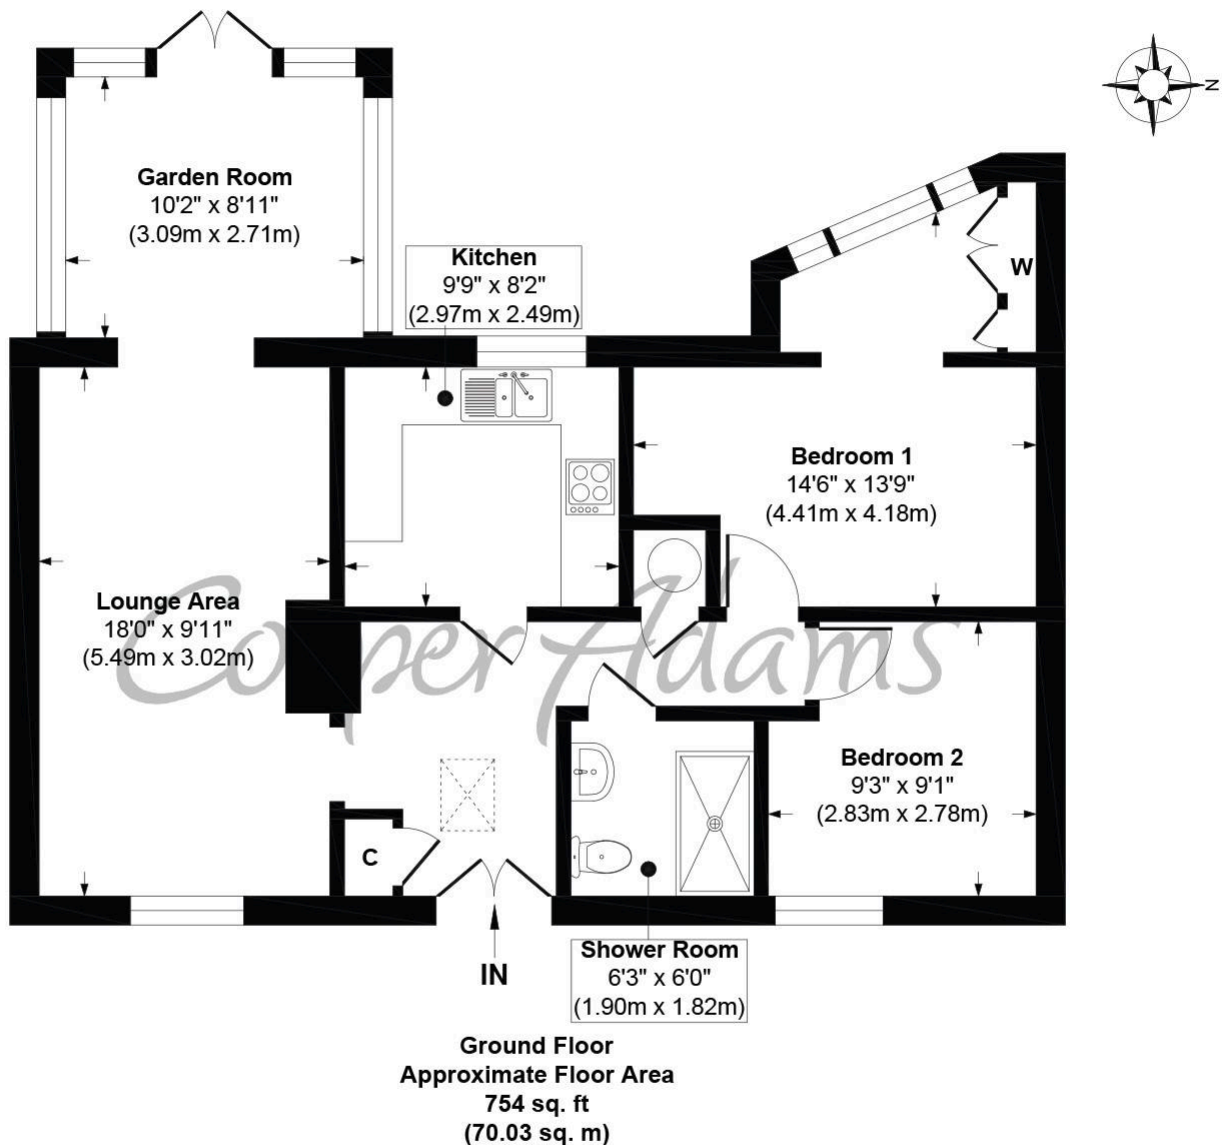 N
Garden Room
10'2" x 8'11"
(3.09m x 2.71m)
Kitchen
9'9" x 8'2"
(2.97m x 2.49m)
W
Bedroom 1
14'6" x 13'9"
(4.41m x 4.18m)
Lounge Area
18'0" x 9'11"
(5.49m x 3.02m)
Cooper Adams
Bedroom 2
9'3" x 9'1"
(2.83m x 2.78m)
C
IN
Shower Room
6'3" x 6'0"
(1.90m x 1.82m)
Ground Floor
Approximate Floor Area
754 sq. ft
(70.03 sq. m)